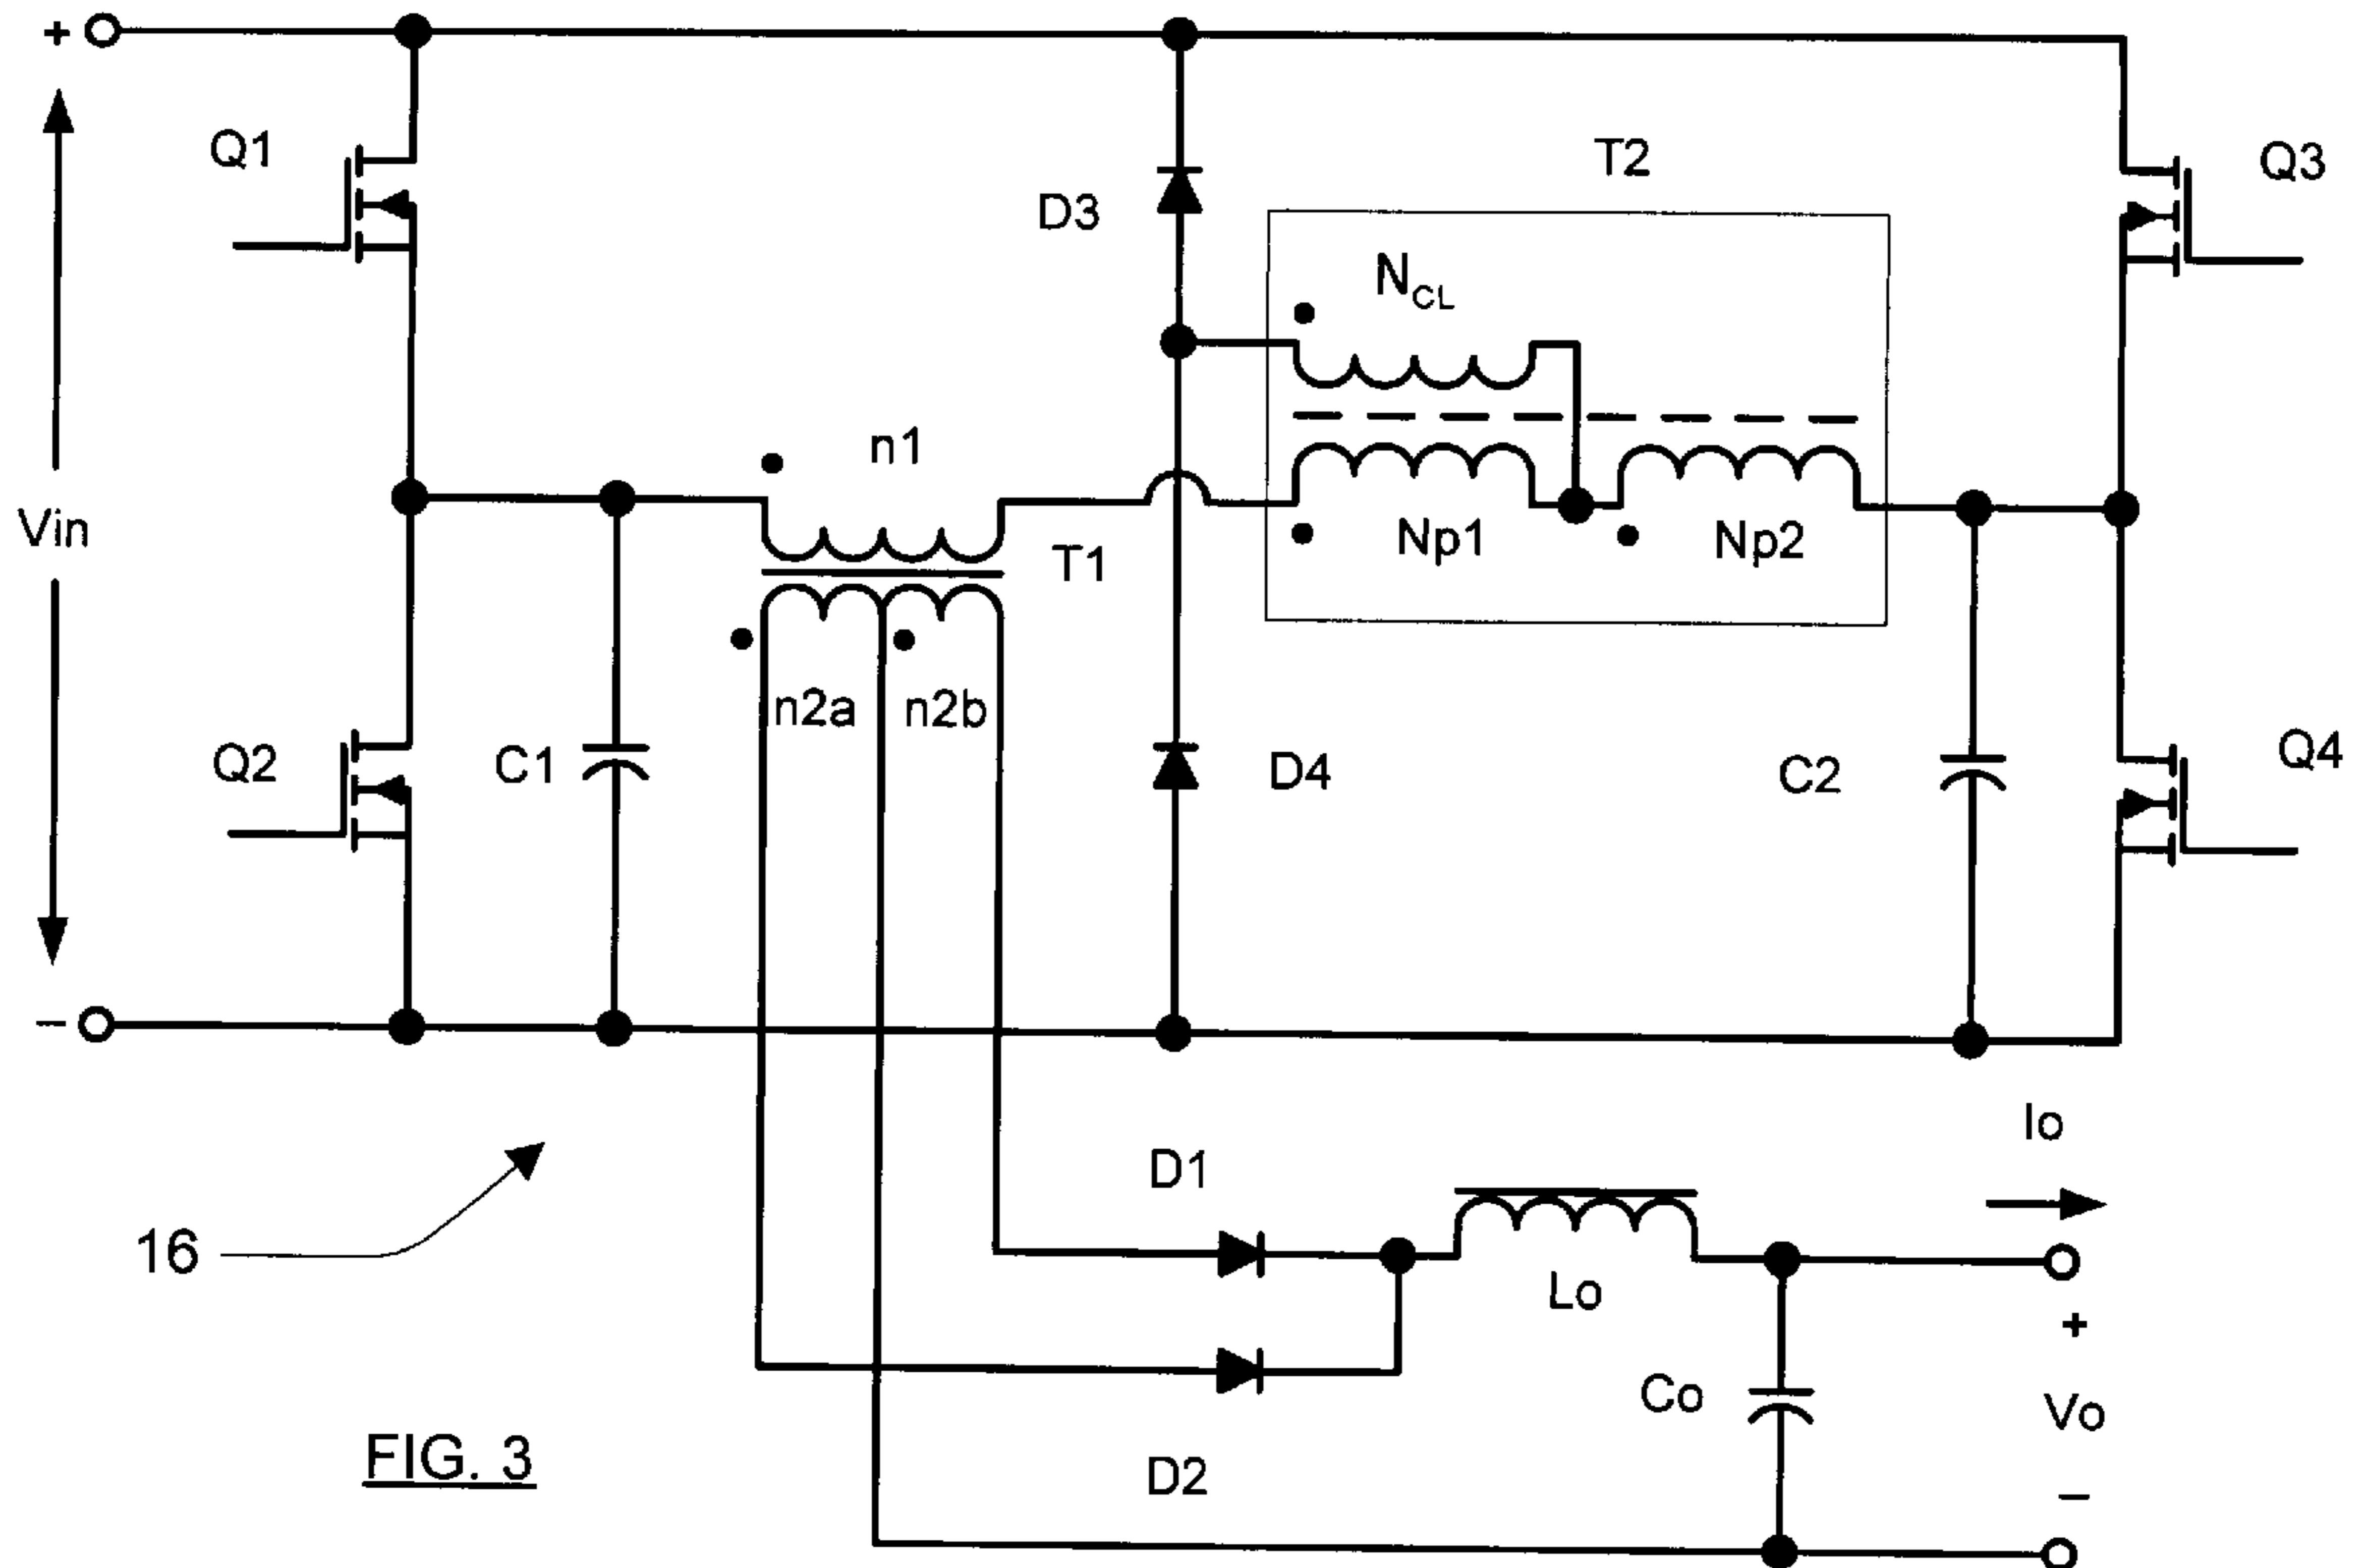 +
Q1
T2
Q3
D3
N_CL
n1
Vin
T1
Np1
Np2
n2a
n2b
Q2
C1
D4
C2
Q4
−
Io
D1
16
Lo
+
Co
Vo
FIG. 3
D2
−